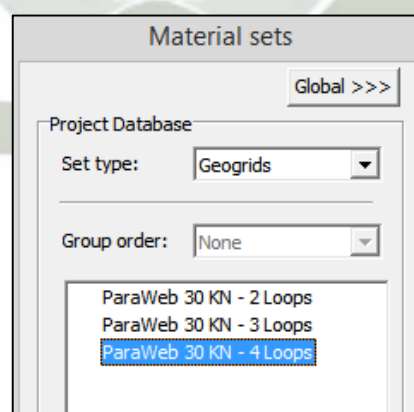 Material sets
Global >>>
Project Database
Set type: Geogrids
Group order: None
ParaWeb 30 KN - 2 Loops
ParaWeb 30 KN - 3 Loops
ParaWeb 30 KN - 4 Loops